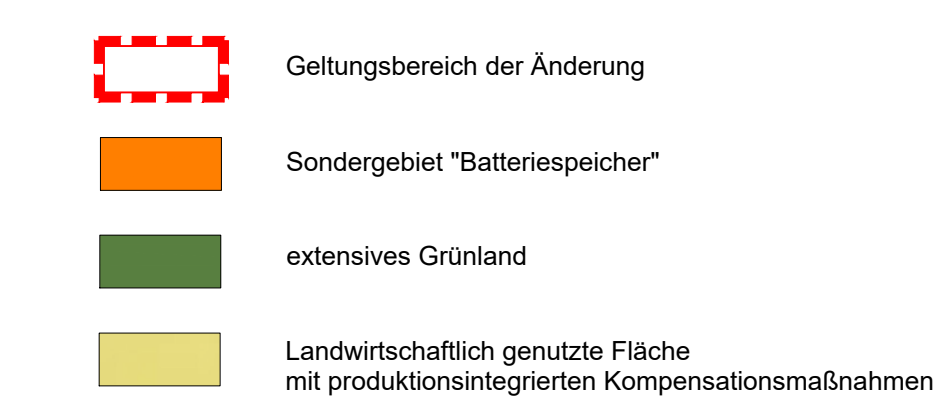 Geltungsbereich der Änderung
Sondergebiet "Batteriespeicher"
extensives Grünland
Landwirtschaftlich genutzte Fläche
mit produktionsintegrierten Kompensationsmaßnahmen